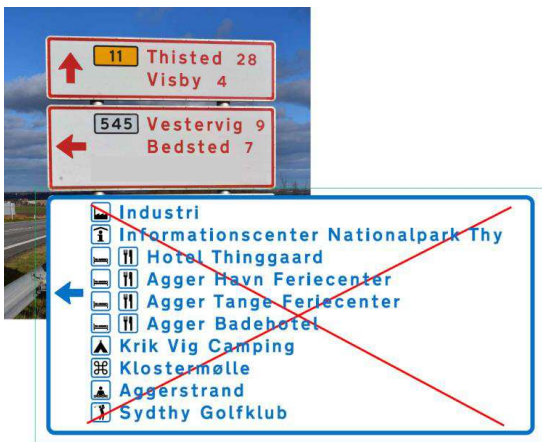 11 Thisted 28
Visby 4
545 Vestervig 9
Bedsted 7
Industri
Informationscenter Nationalpark Thy
Hotel Thinggaard
Agger Havn Feriecenter
Agger Tange Feriecenter
Agger Badehotel
Krik Vig Camping
Klostermølle
Aggerstrand
Sydthy Golfklub